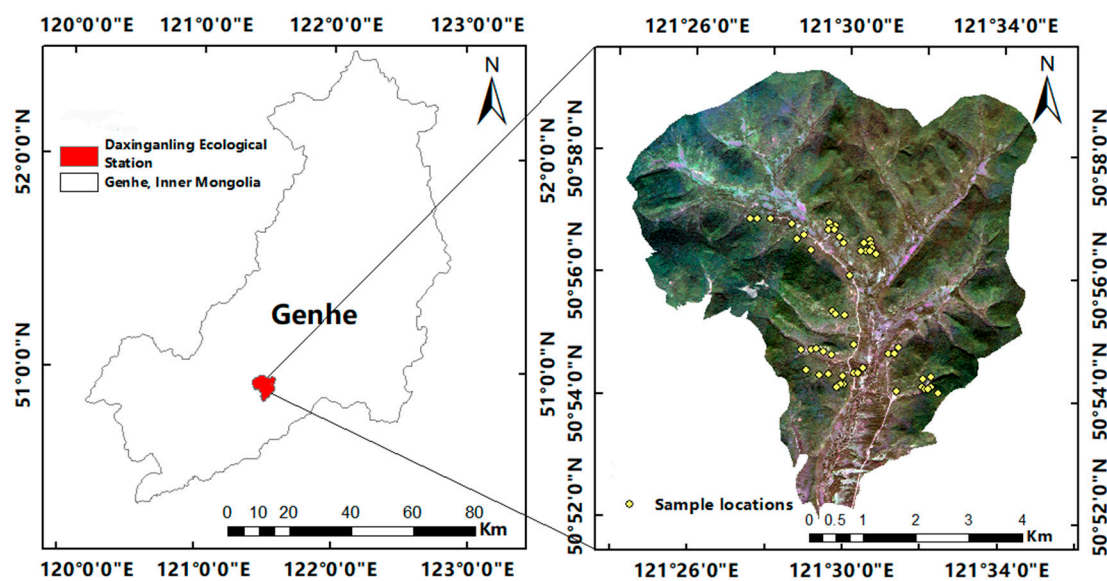 120°0'0"E 121°0'0"E 122°0'0"E 123°0'0"E
121°26'0"E 121°30'0"E 121°34'0"E
N
N
52°0'0"N
52°0'0"N
51°0'0"N
51°0'0"N
Daxinganling Ecological
Station
Genhe, Inner Mongolia
Genhe
0 10 20 40 60 80
Km
120°0'0"E 121°0'0"E 122°0'0"E 123°0'0"E
50°58'0"N
50°56'0"N
50°54'0"N
50°52'0"N
50°58'0"N
50°56'0"N
50°54'0"N
50°52'0"N
Sample locations
0 0.5 1 2 3 4
Km
121°26'0"E 121°30'0"E 121°34'0"E